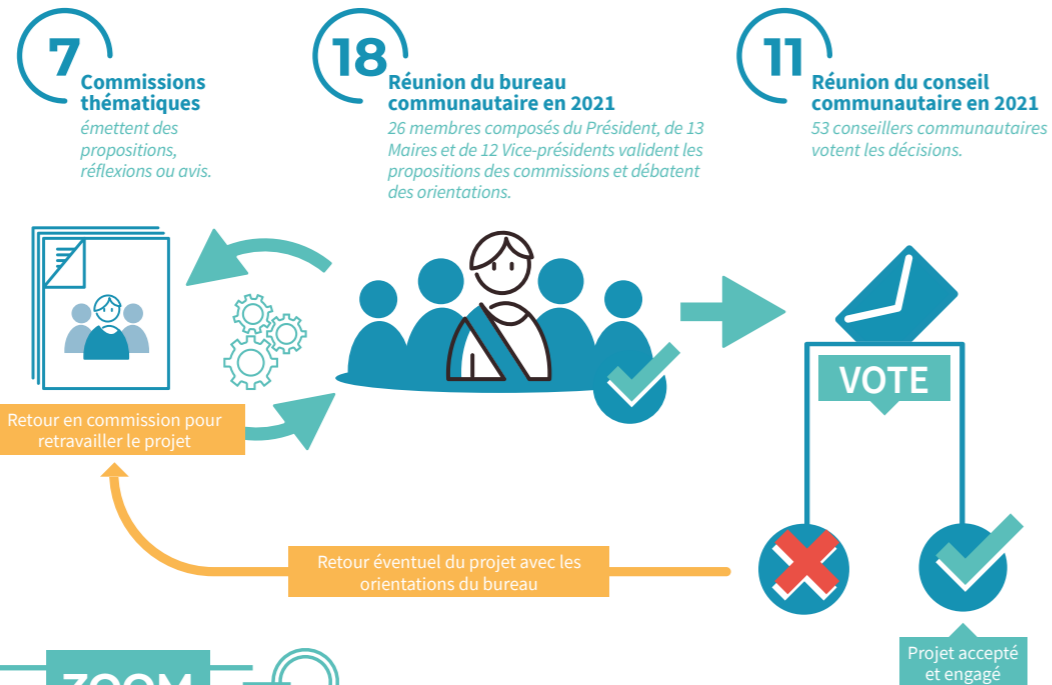 7
Commissions
thématiques
émettent des
propositions,
réflexions ou avis.
18
Réunion du bureau
communautaire en 2021
26 membres composés du Président, de 13
Maires et de 12 Vice-présidents valident les
propositions des commissions et débatent
des orientations.
11
Réunion du conseil
communautaire en 2021
53 conseillers communautaires
votent les décisions.
VOTE
Retour en commission pour
retravailler le projet
Retour éventuel du projet avec les
orientations du bureau
Projet accepté
et engagé
ZOOM